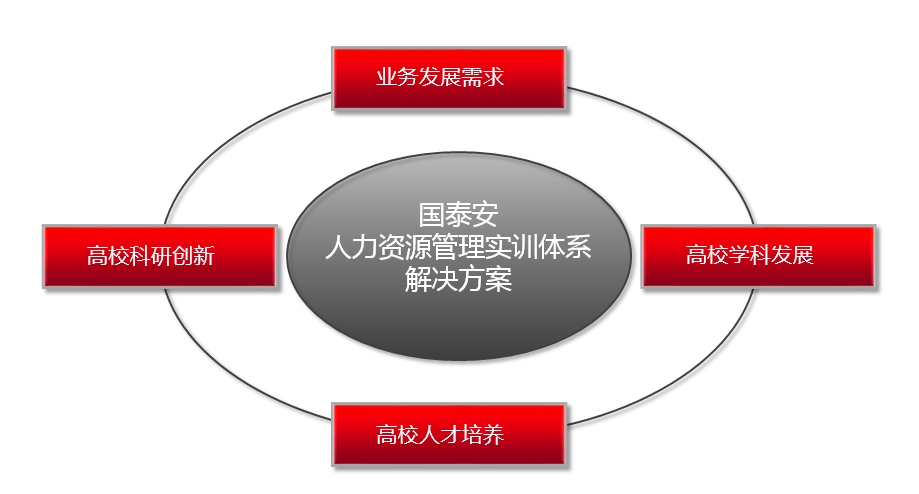 业务发展需求
国泰安
人力资源管理实训体系
解决方案
高校科研创新
高校学科发展
高校人才培养